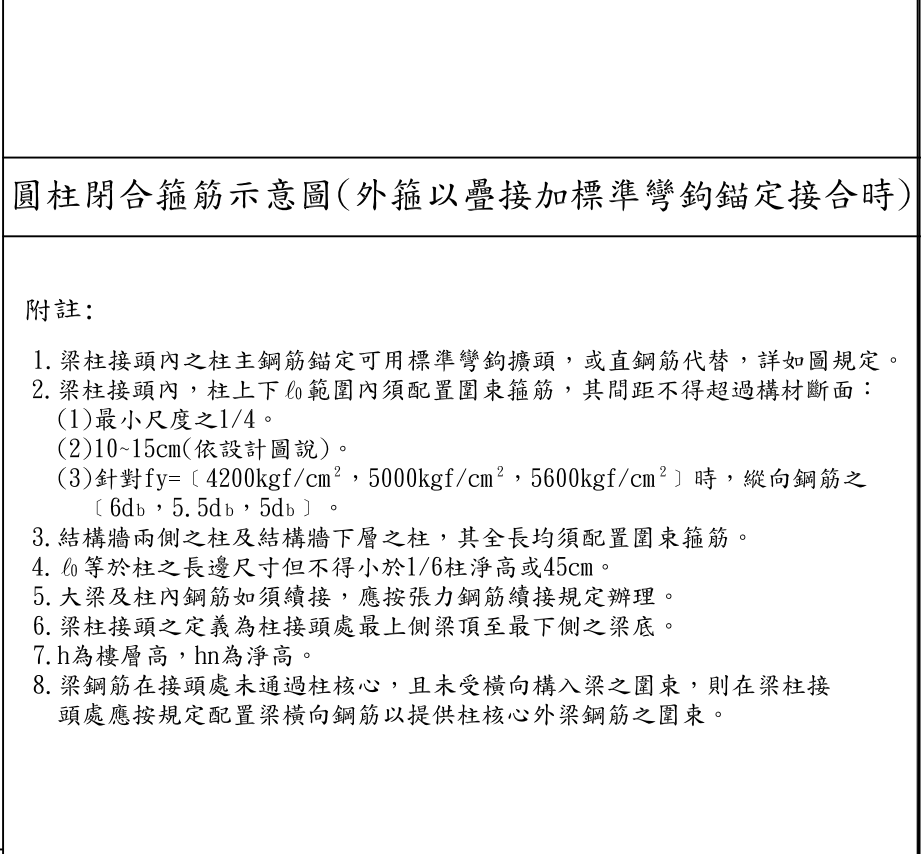 圓柱閉合箍筋示意圖(外箍以疊接加標準彎鉤錨定接合時)
附註:
1.梁柱接頭內之柱主鋼筋錨定可用標準彎鉤擴頭，或直鋼筋代替，詳如圖規定。
2.梁柱接頭內，柱上下ℓ₀範圍內須配置圍束箍筋，其間距不得超過構材斷面：
(1)最小尺度之1/4。
(2)10~15cm(依設計圖說)。
(3)針對fy=〔4200kgf/cm²，5000kgf/cm²，5600kgf/cm²〕時，縱向鋼筋之
〔6db，5.5db，5db〕。
3.結構牆兩側之柱及結構牆下層之柱，其全長均須配置圍束箍筋。
4.ℓ₀等於柱之長邊尺寸但不得小於1/6柱淨高或45cm。
5.大梁及柱內鋼筋如須續接，應按張力鋼筋續接規定辦理。
6.梁柱接頭之定義為柱接頭處最上側梁頂至最下側之梁底。
7.h為樓層高，hn為淨高。
8.梁鋼筋在接頭處未通過柱核心，且未受橫向構入梁之圍束，則在梁柱接
頭處應按規定配置梁橫向鋼筋以提供柱核心外梁鋼筋之圍束。